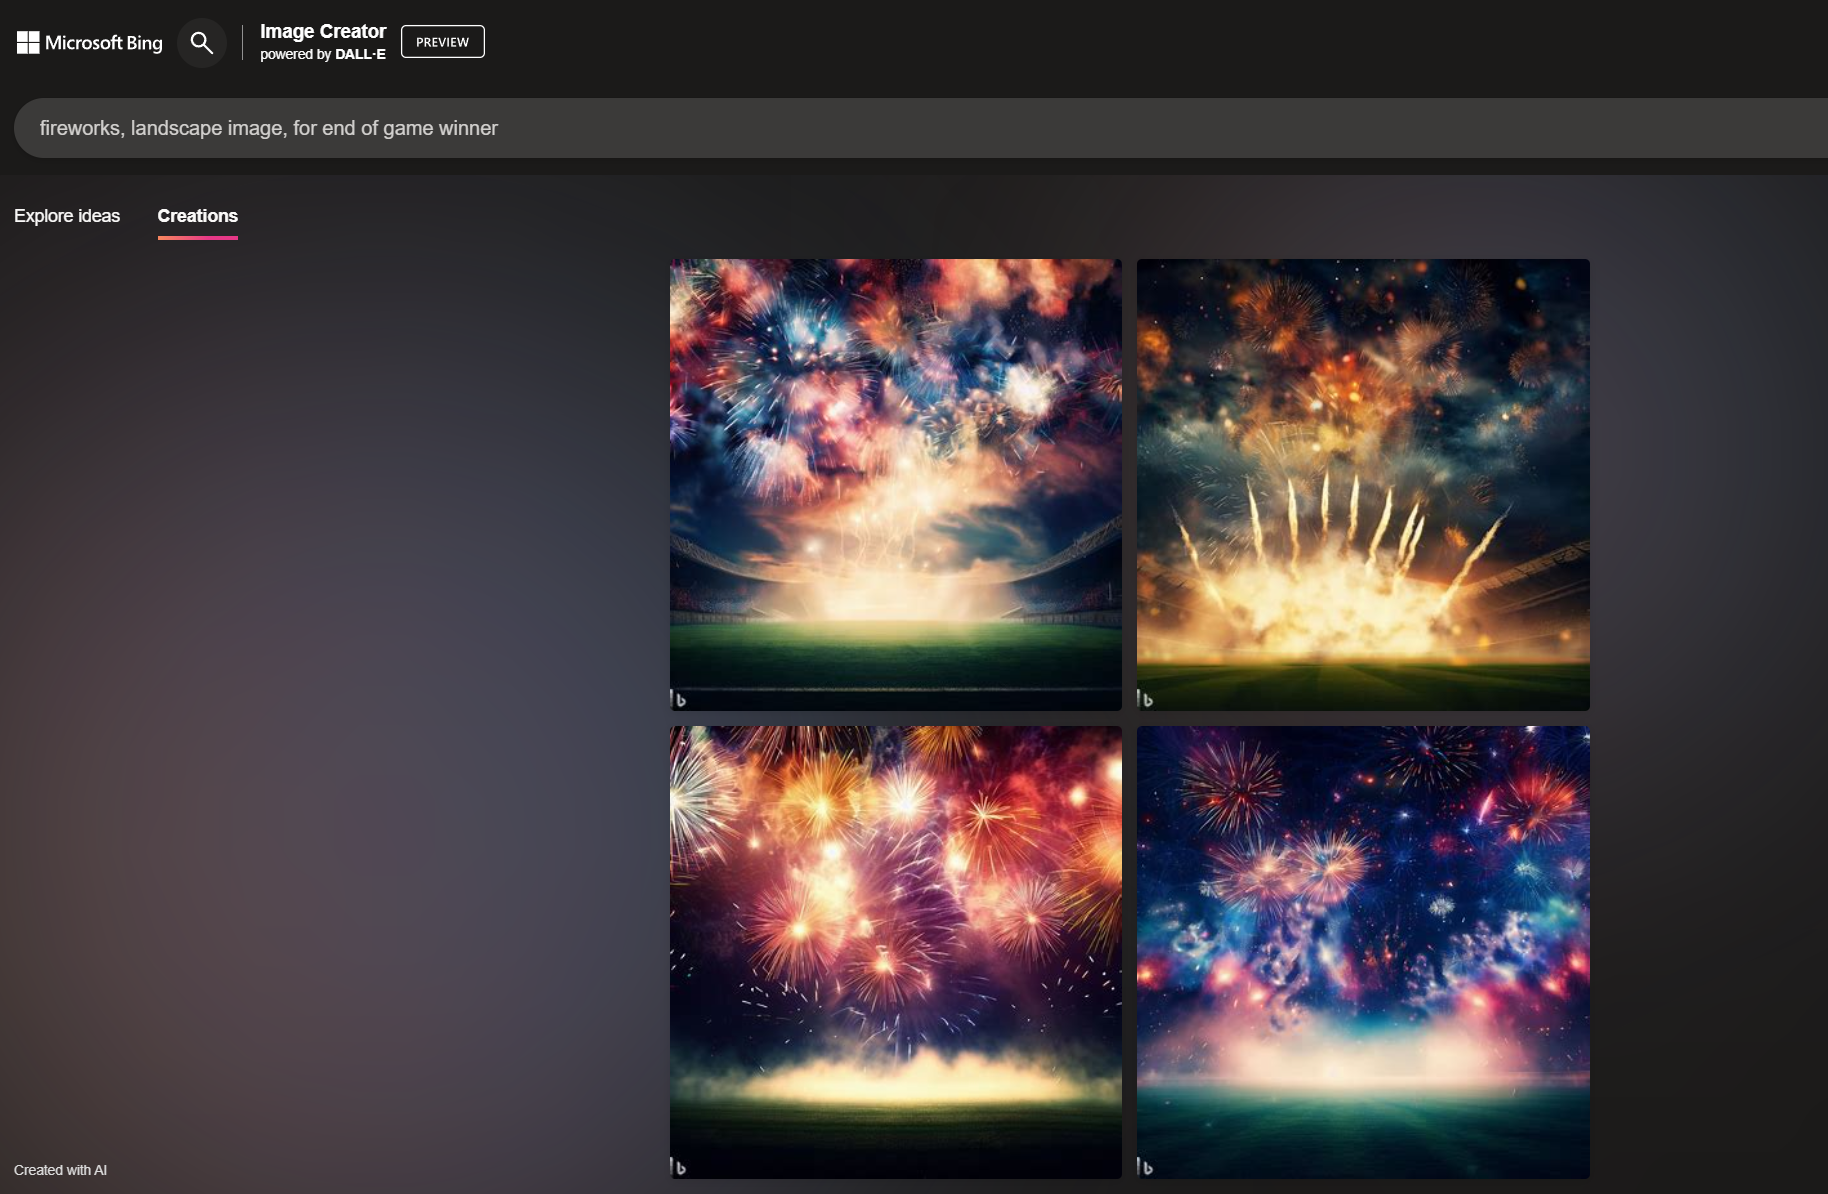 Microsoft Bing
Image Creator
powered by DALL·E
PREVIEW
fireworks, landscape image, for end of game winner
Explore ideas
Creations
b
b
b
b
Created with AI